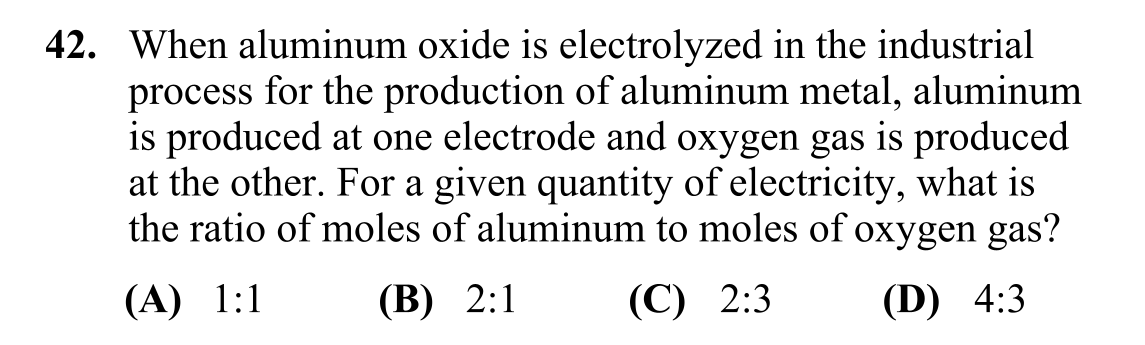 42. When aluminum oxide is electrolyzed in the industrial
process for the production of aluminum metal, aluminum
is produced at one electrode and oxygen gas is produced
at the other. For a given quantity of electricity, what is
the ratio of moles of aluminum to moles of oxygen gas?
(A) 1:1 (B) 2:1 (C) 2:3 (D) 4:3